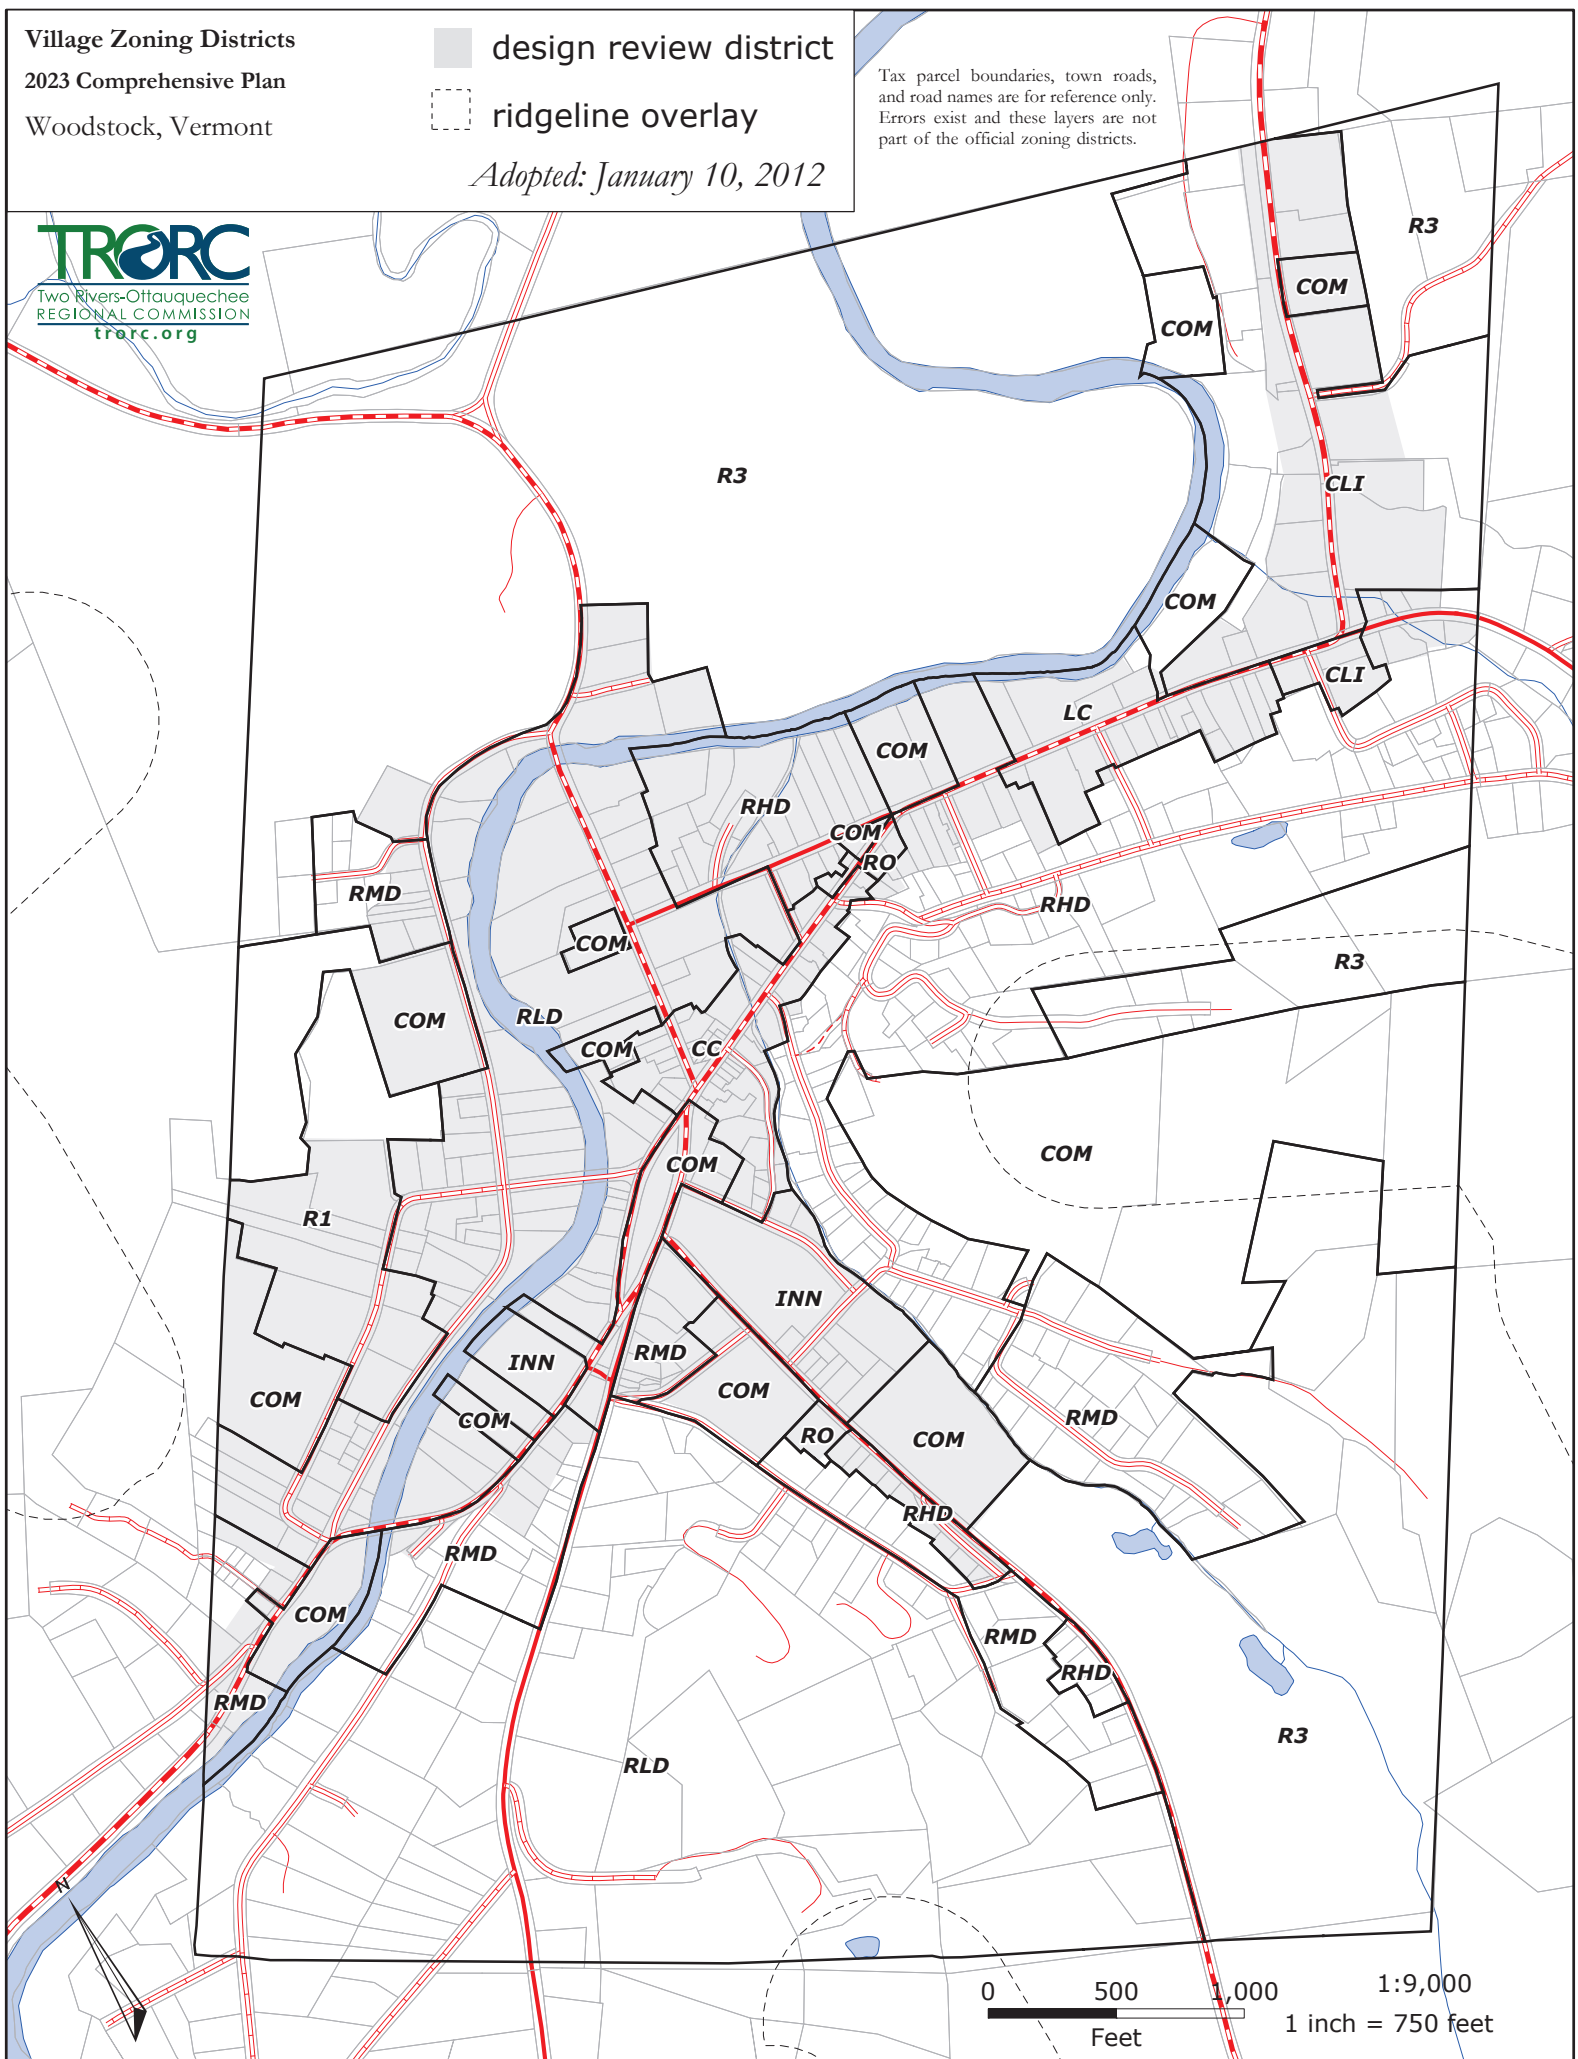 Village Zoning Districts
2023 Comprehensive Plan
Woodstock, Vermont
design review district
ridgeline overlay
Adopted: January 10, 2012
Tax parcel boundaries, town roads,
and road names are for reference only.
Errors exist and these layers are not
part of the official zoning districts.
TRORC
Two Rivers-Ottauquechee
REGIONAL COMMISSION
trorc.org
R3
COM
COM
R3
CLI
COM
CLI
LC
COM
RHD
COM
RO
RMD
RHD
COM
R3
RLD
COM
CC
COM
COM
COM
R1
INN
RMD
INN
COM
COM
COM
RMD
COM
RO
COM
RHD
RMD
COM
RMD
RHD
RMD
R3
RLD
N
0 500 1,000
Feet
1:9,000
1 inch = 750 feet